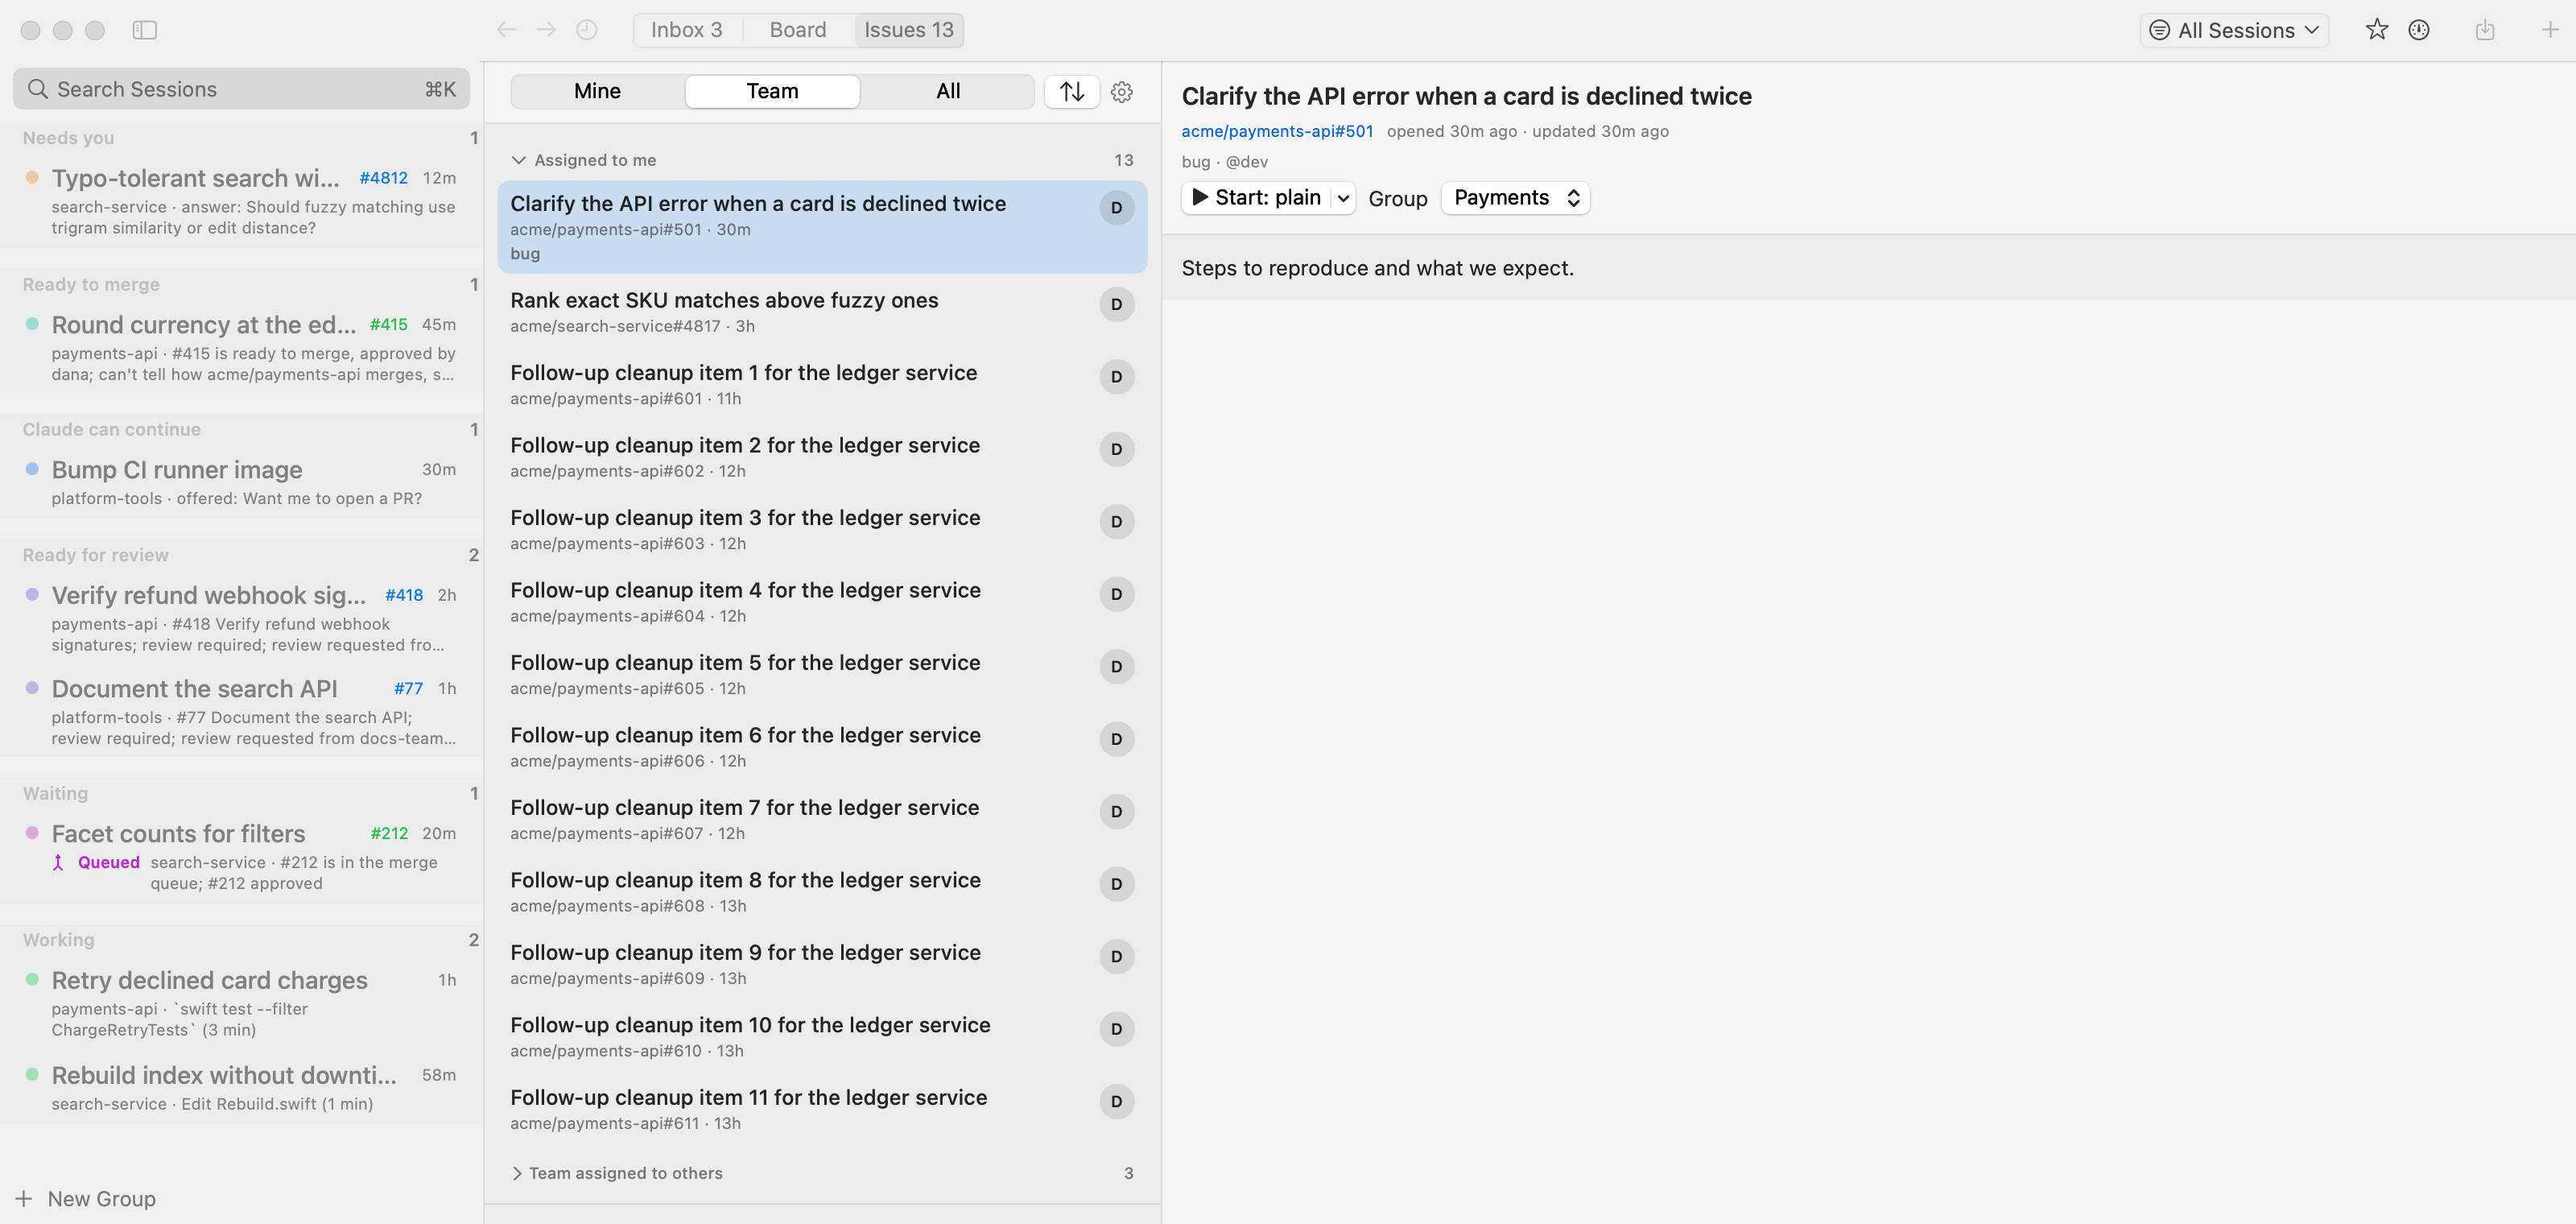 Inbox 3
Board
Issues 13
All Sessions
Search Sessions
⌘K
Needs you
1
Typo-tolerant search wi...
#4812
12m
search-service · answer: Should fuzzy matching use
trigram similarity or edit distance?
Ready to merge
1
Round currency at the ed...
#415
45m
payments-api · #415 is ready to merge, approved by
dana; can't tell how acme/payments-api merges, s...
Claude can continue
1
Bump CI runner image
30m
platform-tools · offered: Want me to open a PR?
Ready for review
2
Verify refund webhook sig...
#418
2h
payments-api · #418 Verify refund webhook
signatures; review required; review requested fro...
Document the search API
#77
1h
platform-tools · #77 Document the search API;
review required; review requested from docs-team...
Waiting
1
Facet counts for filters
#212
20m
Queued
search-service · #212 is in the merge
queue; #212 approved
Working
2
Retry declined card charges
1h
payments-api · `swift test --filter
ChargeRetryTests` (3 min)
Rebuild index without downti...
58m
search-service · Edit Rebuild.swift (1 min)
New Group
Mine
Team
All
Assigned to me
13
Clarify the API error when a card is declined twice
D
acme/payments-api#501 · 30m
bug
Rank exact SKU matches above fuzzy ones
D
acme/search-service#4817 · 3h
Follow-up cleanup item 1 for the ledger service
D
acme/payments-api#601 · 11h
Follow-up cleanup item 2 for the ledger service
D
acme/payments-api#602 · 12h
Follow-up cleanup item 3 for the ledger service
D
acme/payments-api#603 · 12h
Follow-up cleanup item 4 for the ledger service
D
acme/payments-api#604 · 12h
Follow-up cleanup item 5 for the ledger service
D
acme/payments-api#605 · 12h
Follow-up cleanup item 6 for the ledger service
D
acme/payments-api#606 · 12h
Follow-up cleanup item 7 for the ledger service
D
acme/payments-api#607 · 12h
Follow-up cleanup item 8 for the ledger service
D
acme/payments-api#608 · 13h
Follow-up cleanup item 9 for the ledger service
D
acme/payments-api#609 · 13h
Follow-up cleanup item 10 for the ledger service
D
acme/payments-api#610 · 13h
Follow-up cleanup item 11 for the ledger service
D
acme/payments-api#611 · 13h
Team assigned to others
3
Clarify the API error when a card is declined twice
acme/payments-api#501 opened 30m ago · updated 30m ago
bug · @dev
Start: plain
Group
Payments
Steps to reproduce and what we expect.